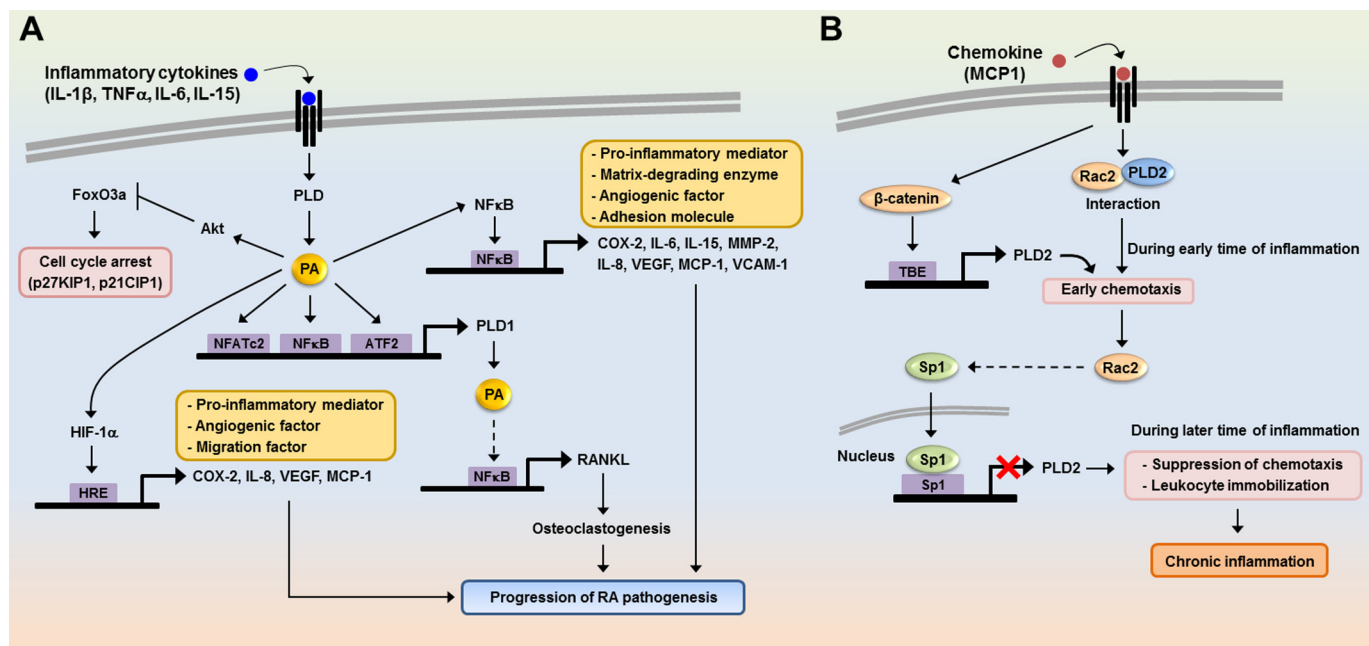 A
Inflammatory cytokines
(IL-1β, TNFα, IL-6, IL-15)
FoxO3a
Akt
PLD
PA
NFκB
Cell cycle arrest
(p27KIP1, p21CIP1)
NFκB
- Pro-inflammatory mediator
- Matrix-degrading enzyme
- Angiogenic factor
- Adhesion molecule
COX-2, IL-6, IL-15, MMP-2,
IL-8, VEGF, MCP-1, VCAM-1
NFATc2
NFκB
ATF2
PLD1
PA
NFκB
RANKL
Osteoclastogenesis
HIF-1α
HRE
- Pro-inflammatory mediator
- Angiogenic factor
- Migration factor
COX-2, IL-8, VEGF, MCP-1
Progression of RA pathogenesis
B
Chemokine
(MCP1)
Rac2
PLD2
Interaction
β-catenin
TBE
PLD2
During early time of inflammation
Early chemotaxis
Rac2
Sp1
Nucleus
Sp1
Sp1
PLD2
During later time of inflammation
- Suppression of chemotaxis
- Leukocyte immobilization
Chronic inflammation